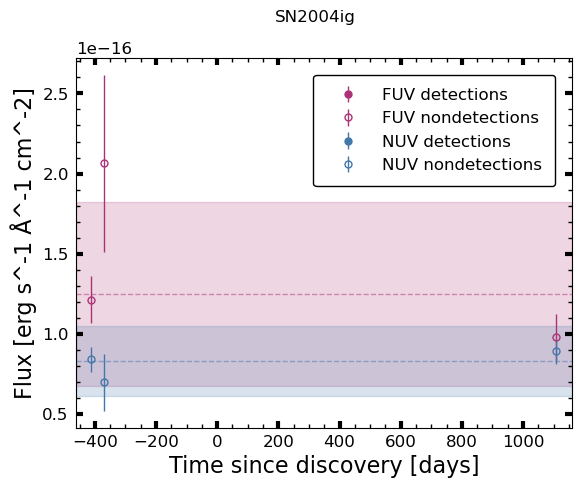 SN2004ig
1e−16
2.5
2.0
1.5
1.0
0.5
Flux [erg s^-1 Å^-1 cm^-2]
FUV detections
FUV nondetections
NUV detections
NUV nondetections
−400 −200 0 200 400 600 800 1000
Time since discovery [days]